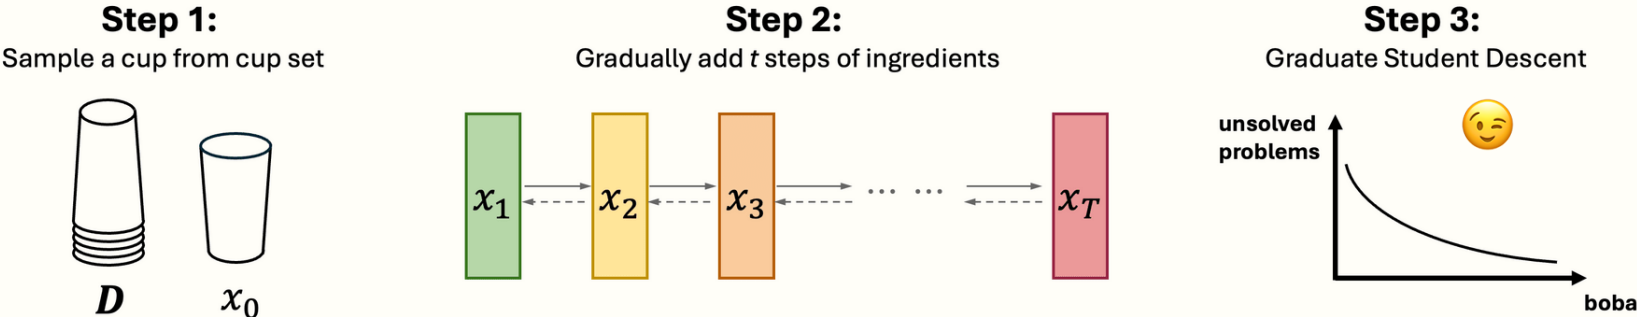 Step 1:
Sample a cup from cup set
D
x₀
Step 2:
Gradually add t steps of ingredients
x₁
x₂
x₃
... ...
x_T
Step 3:
Graduate Student Descent
unsolved
problems
boba